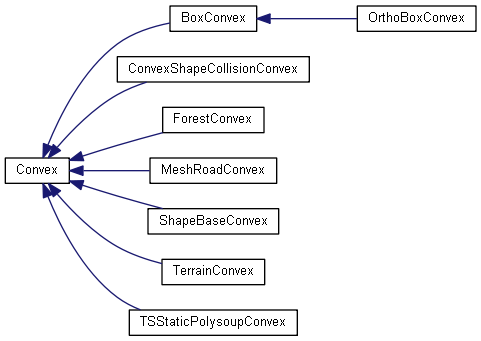 BoxConvex
OrthoBoxConvex
ConvexShapeCollisionConvex
ForestConvex
Convex
MeshRoadConvex
ShapeBaseConvex
TerrainConvex
TSStaticPolysoupConvex